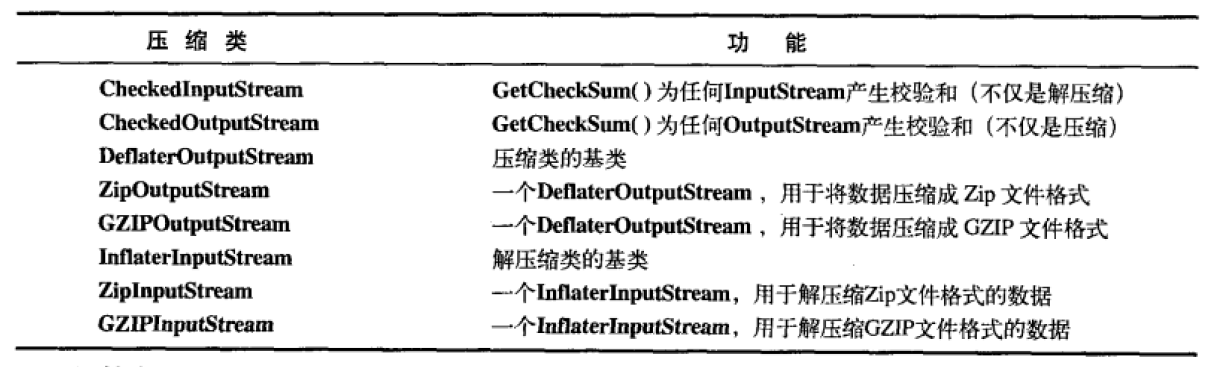 压 缩 类 功 能
CheckedInputStream GetCheckSum( ) 为任何InputStream产生校验和（不仅是解压缩）
CheckedOutputStream GetCheckSum( ) 为任何OutputStream产生校验和（不仅是压缩）
DeflaterOutputStream 压缩类的基类
ZipOutputStream 一个DeflaterOutputStream ，用于将数据压缩成 Zip 文件格式
GZIPOutputStream 一个DeflaterOutputStream ，用于将数据压缩成 GZIP 文件格式
InflaterInputStream 解压缩类的基类
ZipInputStream 一个InflaterInputStream，用于解压缩Zip文件格式的数据
GZIPInputStream 一个InflaterInputStream，用于解压缩GZIP文件格式的数据